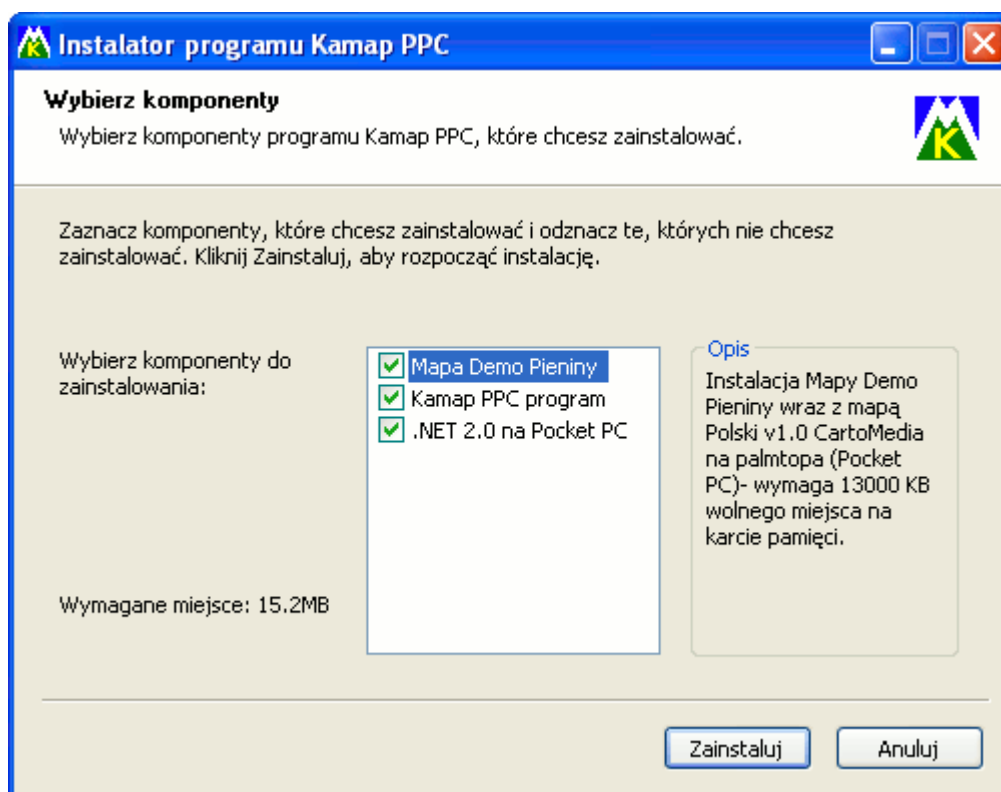 Instalator programu Kamap PPC
Wybierz komponenty
Wybierz komponenty programu Kamap PPC, które chcesz zainstalować.
K
Zaznacz komponenty, które chcesz zainstalować i odznacz te, których nie chcesz
zainstalować. Kliknij Zainstaluj, aby rozpocząć instalację.
Wybierz komponenty do
zainstalowania:
Mapa Demo Pieniny
Kamap PPC program
.NET 2.0 na Pocket PC
Opis
Instalacja Mapy Demo
Pieniny wraz z mapą
Polski v1.0 CartoMedia
na palmtopa (Pocket
PC)- wymaga 13000 KB
wolnego miejsca na
karcie pamięci.
Wymagane miejsce: 15.2MB
Zainstaluj
Anuluj